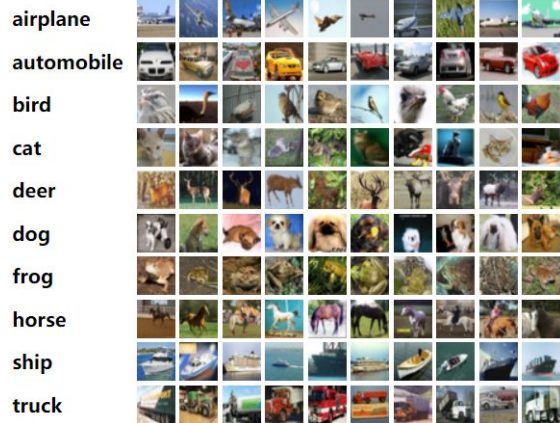 airplane
automobile
bird
cat
deer
dog
frog
horse
ship
truck